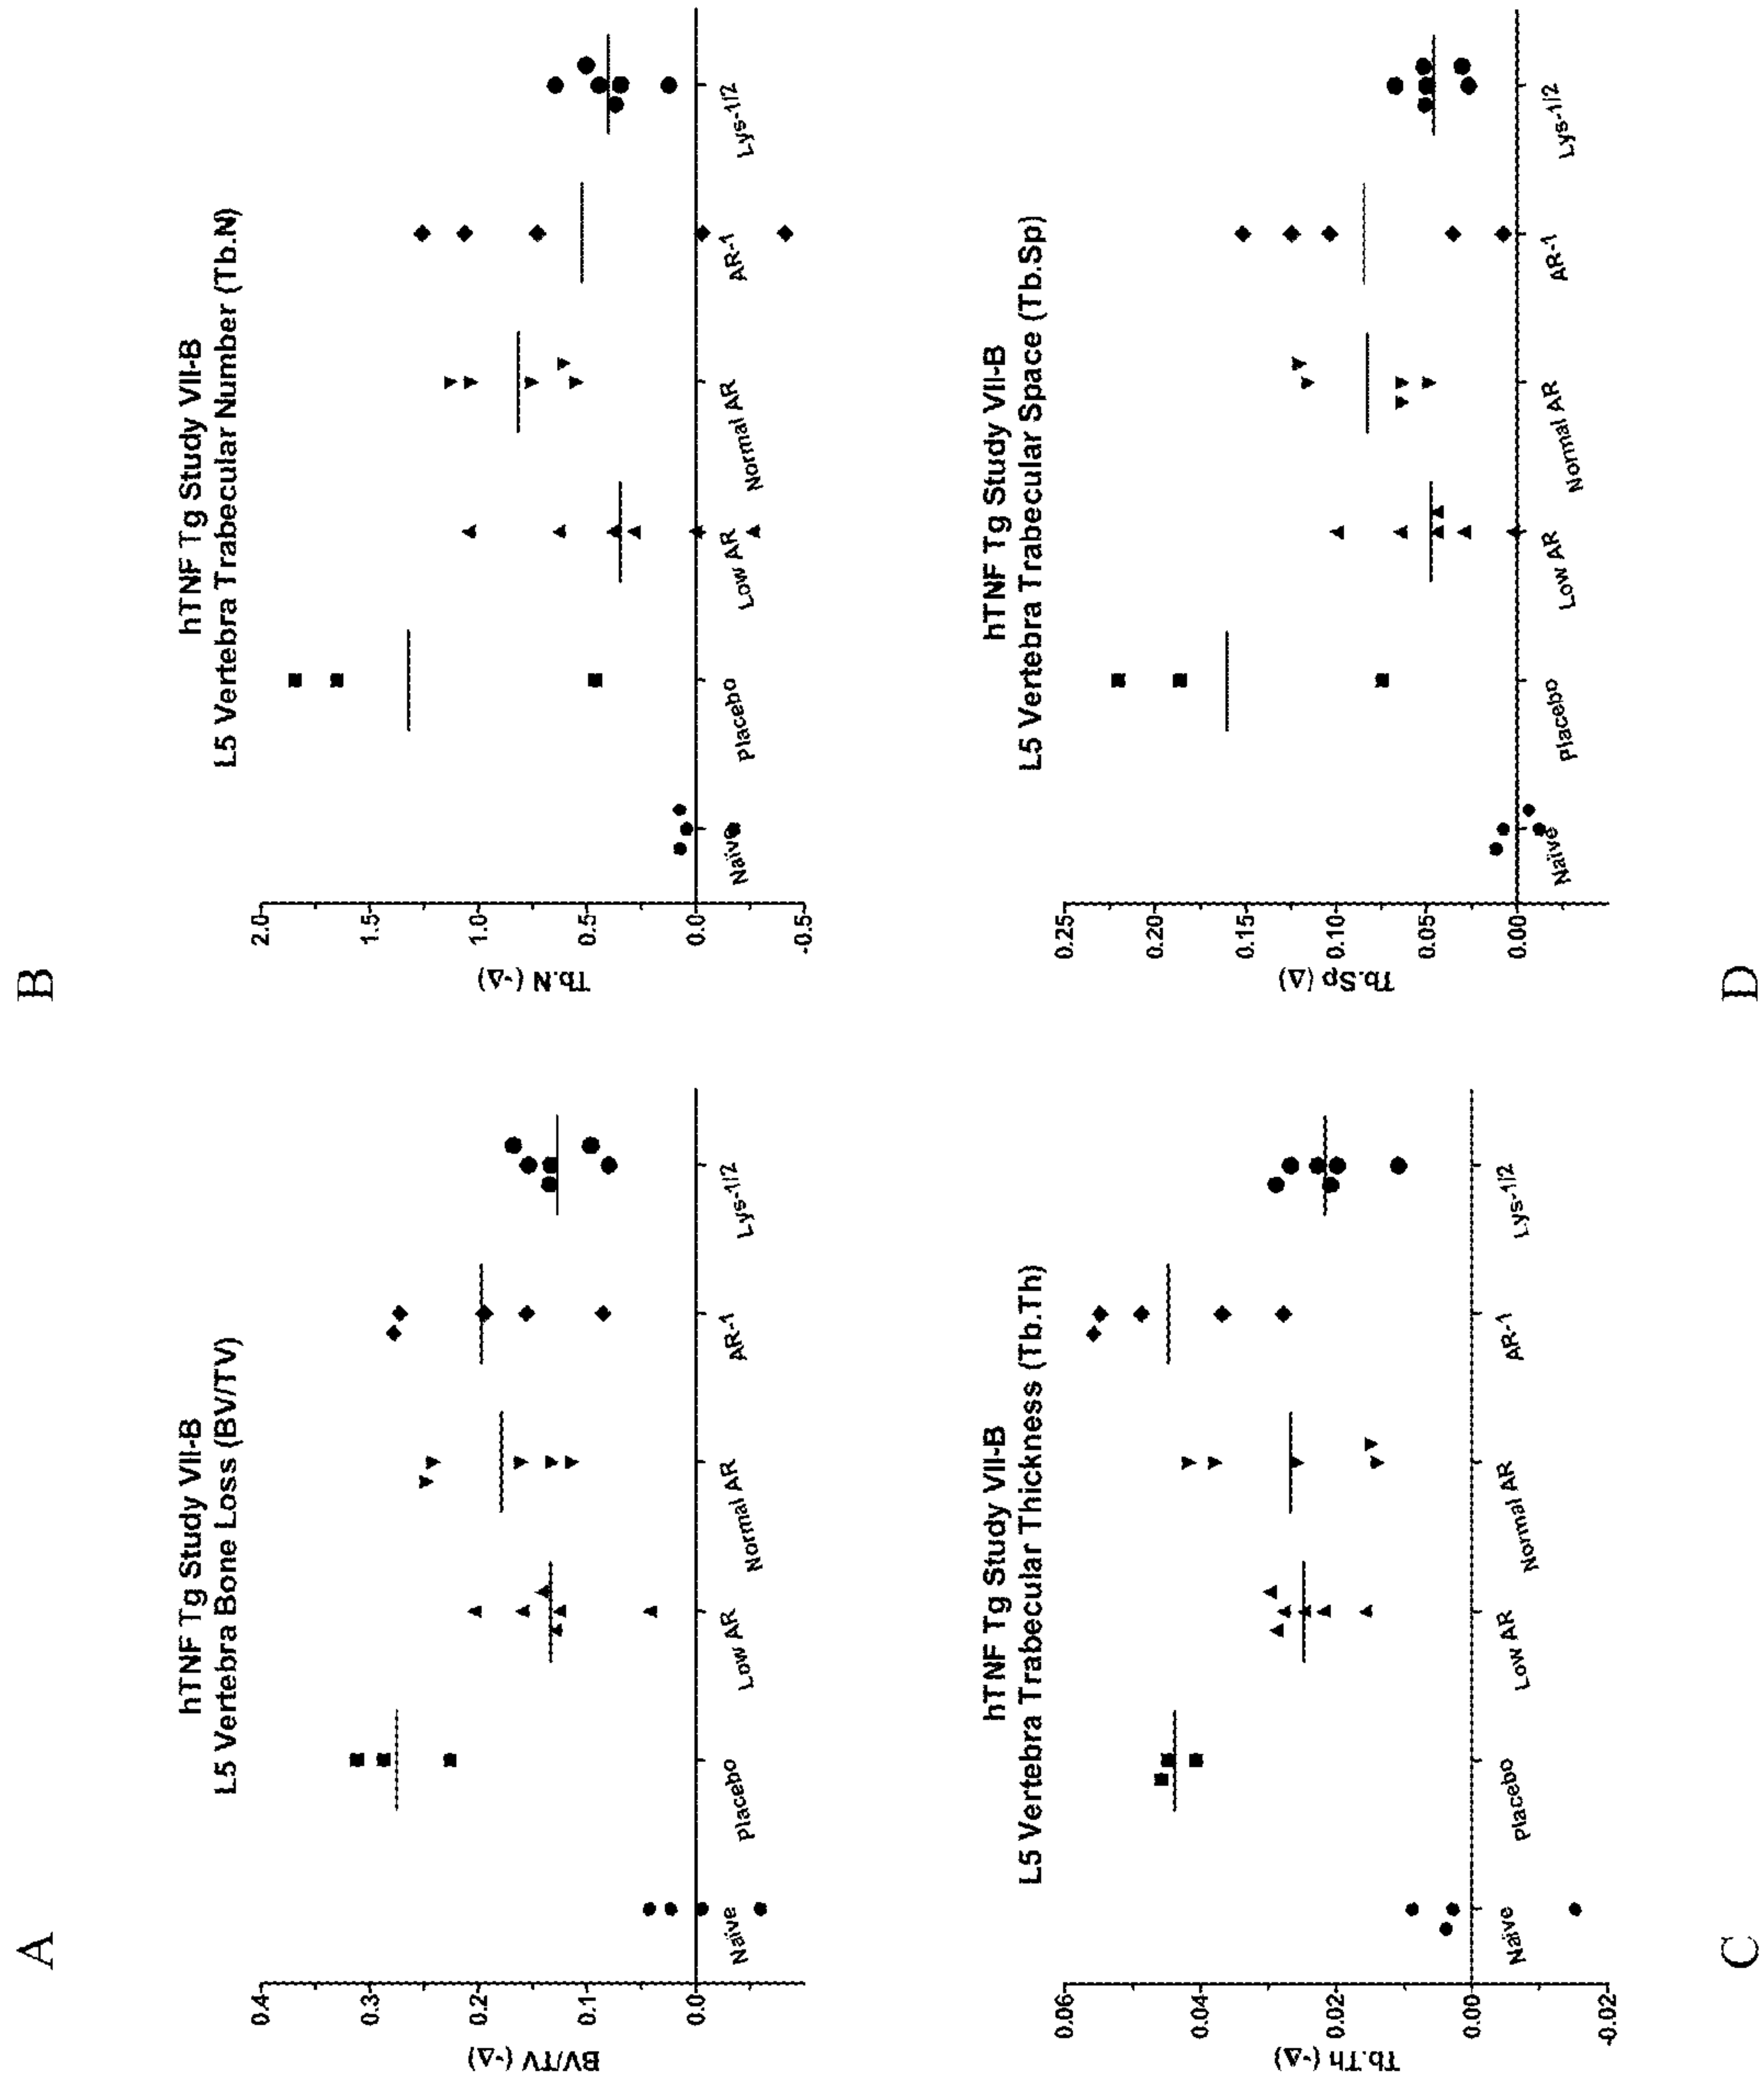 A
hTNF Tg Study VII-B
L5 Vertebra Bone Loss (BV/TV)
BV/TV (-Δ)
0.4
0.3
0.2
0.1
0.0
Naïve
Placebo
Low AR
Normal AR
AR-1
Lys-1/2
B
hTNF Tg Study VII-B
L5 Vertebra Trabecular Number (Tb.N)
Tb.N (-Δ)
2.0
1.5
1.0
0.5
0.0
-0.5
Naïve
Placebo
Low AR
Normal AR
AR-1
Lys-1/2
C
hTNF Tg Study VII-B
L5 Vertebra Trabecular Thickness (Tb.Th)
Tb.Th (-Δ)
0.06
0.04
0.02
0.00
-0.02
Naïve
Placebo
Low AR
Normal AR
AR-1
Lys-1/2
D
hTNF Tg Study VII-B
L5 Vertebra Trabecular Space (Tb.Sp)
Tb.Sp (Δ)
0.25
0.20
0.15
0.10
0.05
0.00
Naïve
Placebo
Low AR
Normal AR
AR-1
Lys-1/2